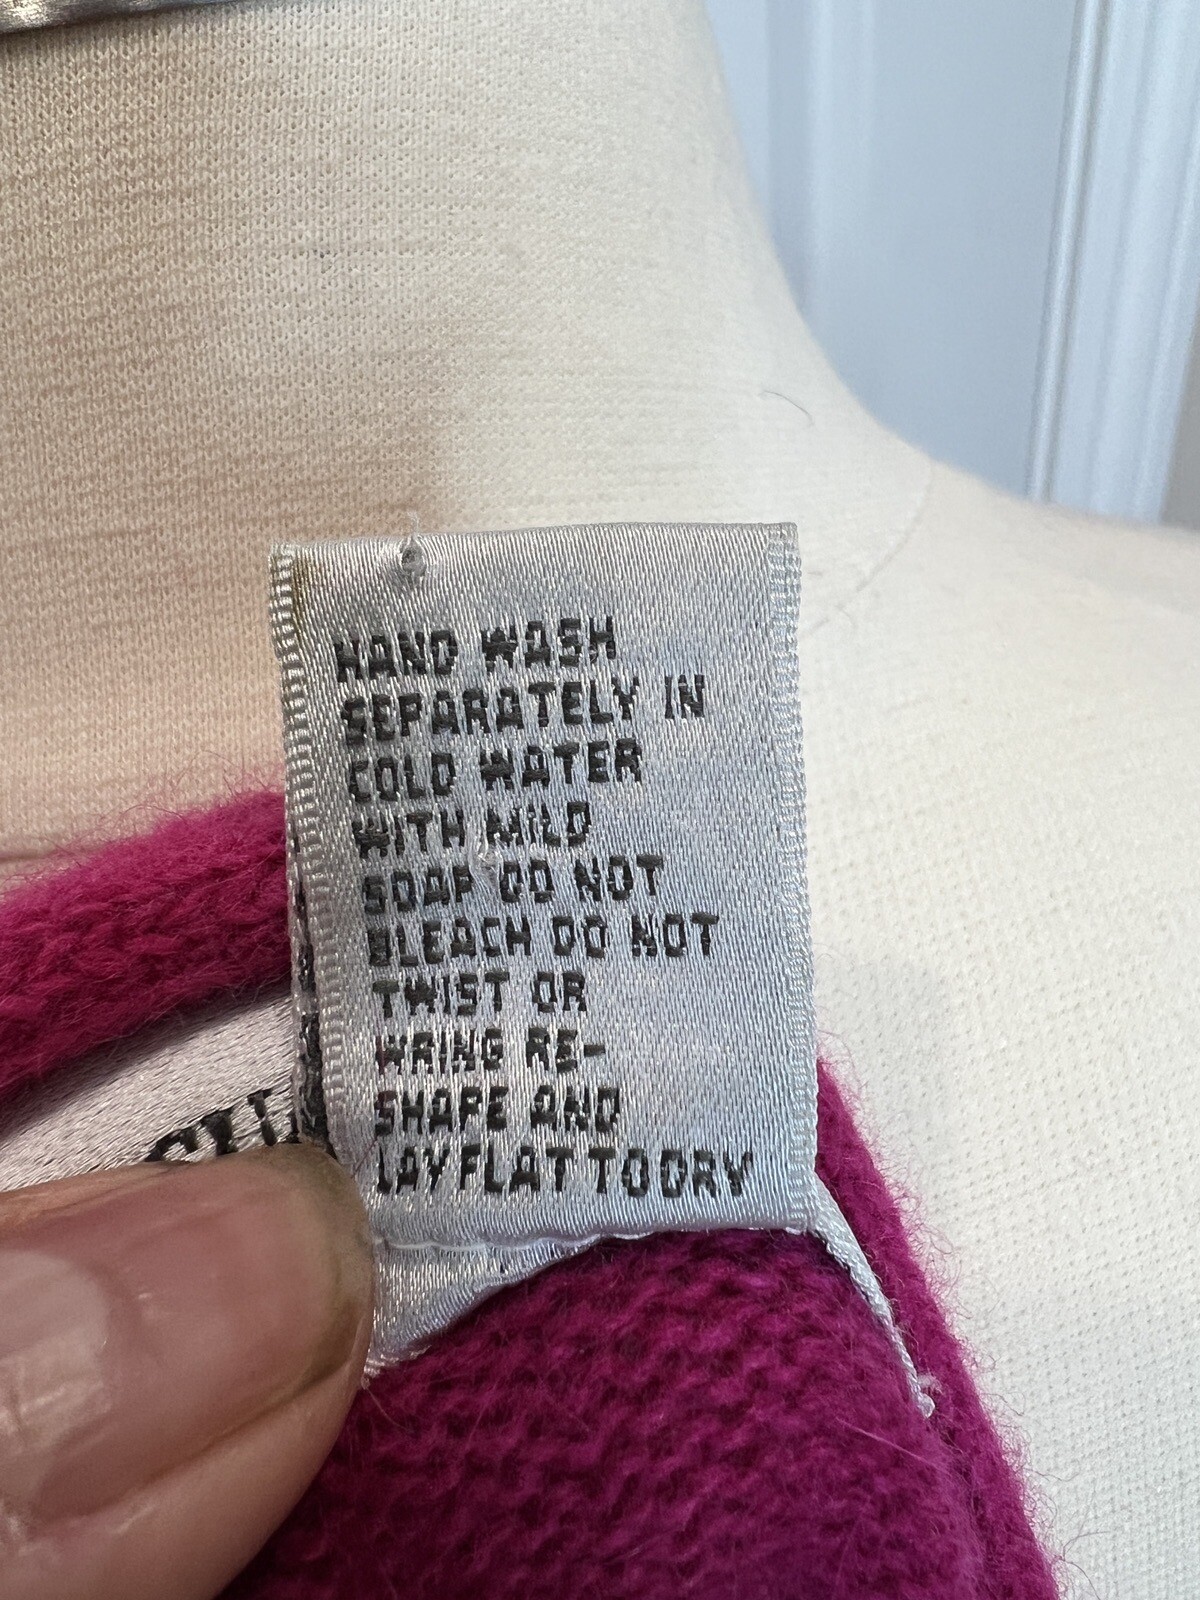 HAND WASH
SEPARATELY IN
COLD WATER
WITH MILD
SOAP DO NOT
BLEACH DO NOT
TWIST OR
WRING RE-
SHAPE AND
LAY FLAT TO DRY